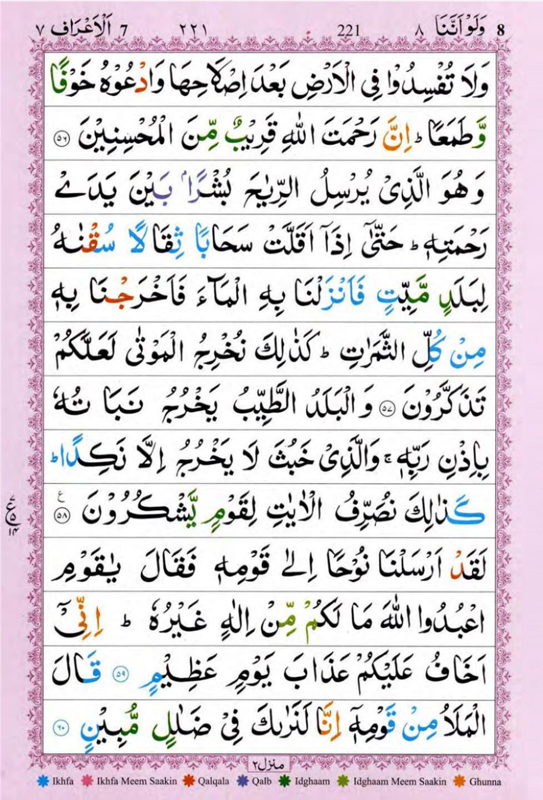 ٨ وَلَوْ اَنَّنَا 8 221 ٢٢١ 7 اَلْاَعْرَاف ٧
وَلَا تُفْسِدُوْا فِی الْاَرْضِ بَعْدَ اِصْلَاحِهَا وَادْعُوْهُ خَوْفًا
وَّ طَمَعًا ؕ اِنَّ رَحْمَتَ اللّٰهِ قَرِیْبٌ مِّنَ الْمُحْسِنِیْنَ ۝۵۶
وَ هُوَ الَّذِیْ یُرْسِلُ الرِّیٰحَ بُشْرًۢا بَیْنَ یَدَیْ
رَحْمَتِهٖ ؕ حَتّٰۤی اِذَاۤ اَقَلَّتْ سَحَابًا ثِقَالًا سُقْنٰهُ
لِبَلَدٍ مَّیِّتٍ فَاَنْزَلْنَا بِهِ الْمَآءَ فَاَخْرَجْنَا بِهٖ
مِنْ كُلِّ الثَّمَرٰتِ ؕ كَذٰلِكَ نُخْرِجُ الْمَوْتٰی لَعَلَّكُمْ
تَذَكَّرُوْنَ ۝۵۷ وَ الْبَلَدُ الطَّیِّبُ یَخْرُجُ نَبَاتُهٗ
بِاِذْنِ رَبِّهٖ ۚ وَالَّذِیْ خَبُثَ لَا یَخْرُجُ اِلَّا نَكِدًا ؕ
كَذٰلِكَ نُصَرِّفُ الْاٰیٰتِ لِقَوْمٍ یَّشْكُرُوْنَ ۝۵۸ ع
لَقَدْ اَرْسَلْنَا نُوْحًا اِلٰی قَوْمِهٖ فَقَالَ یٰقَوْمِ
اعْبُدُوا اللّٰهَ مَا لَكُمْ مِّنْ اِلٰهٍ غَیْرُهٗ ؕ اِنِّیْۤ
اَخَافُ عَلَیْكُمْ عَذَابَ یَوْمٍ عَظِیْمٍ ۝۵۹ قَالَ
الْمَلَاُ مِنْ قَوْمِهٖۤ اِنَّا لَنَرٰىكَ فِیْ ضَلٰلٍ مُّبِیْنٍ ۝۶۰
منزل ٢
Ikhfa Ikhfa Meem Saakin Qalqala Qalb Idghaam Idghaam Meem Saakin Ghunna